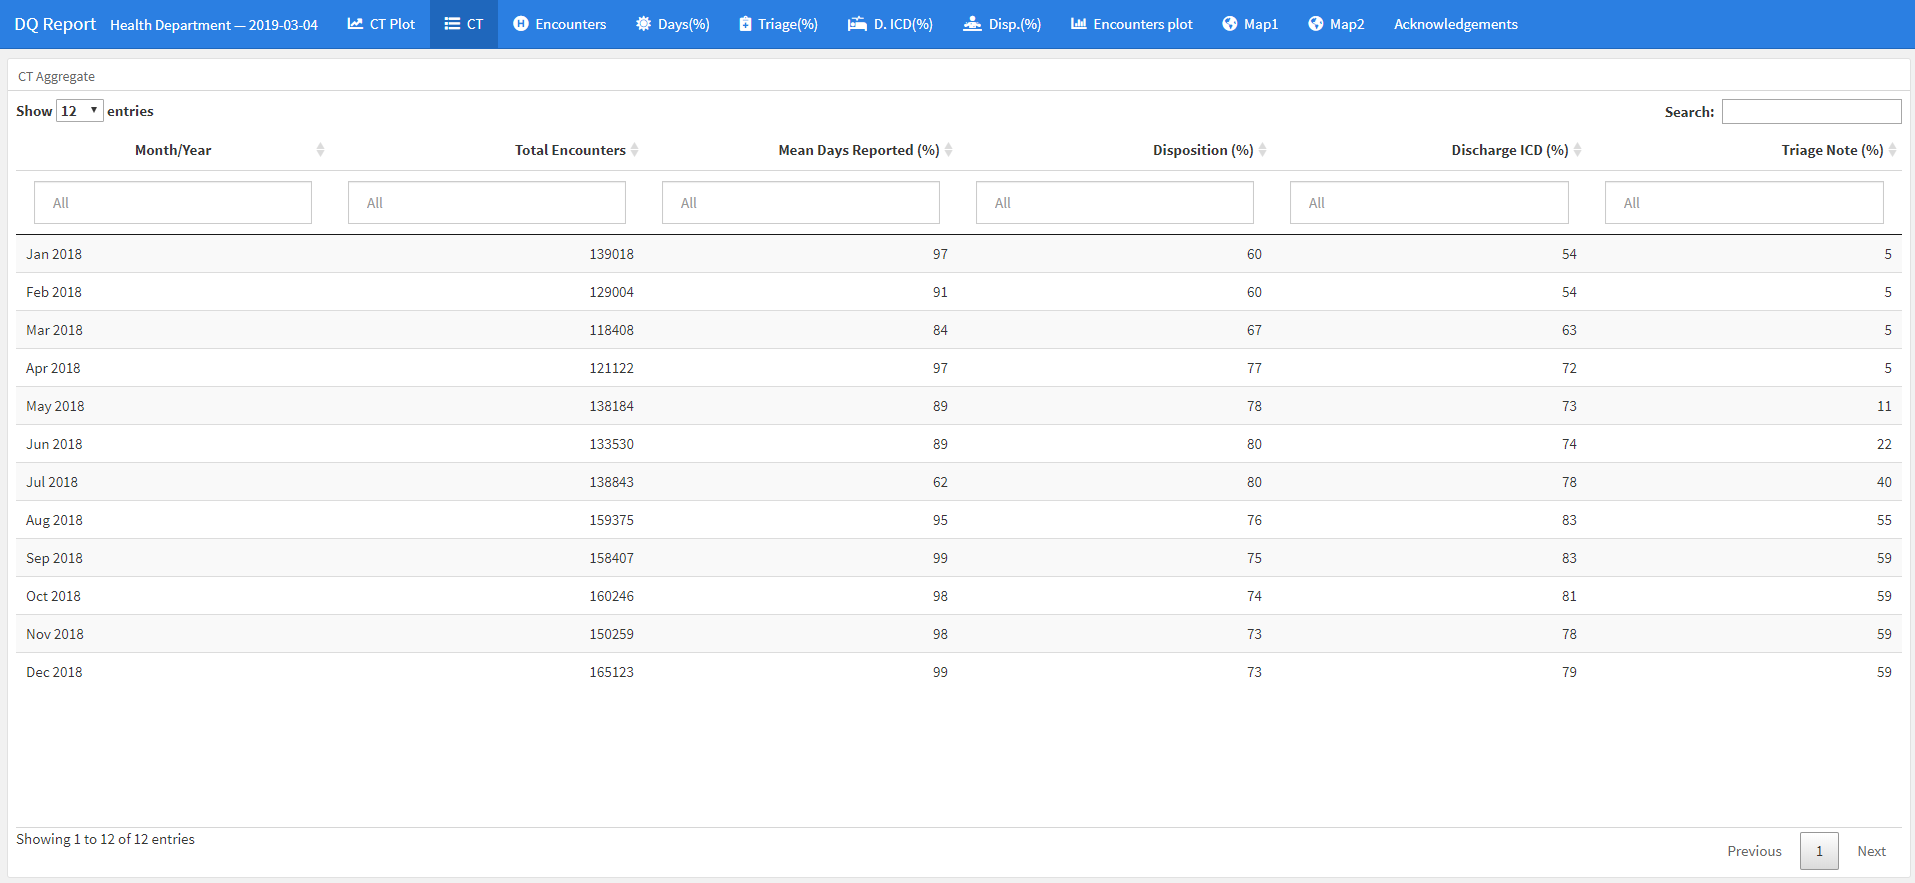 DQ Report Health Department — 2019-03-04 CT Plot CT Encounters Days(%) Triage(%) D. ICD(%) Disp.(%) Encounters plot Map1 Map2 Acknowledgements
CT Aggregate
Show 12 entries Search:
Month/Year Total Encounters Mean Days Reported (%) Disposition (%) Discharge ICD (%) Triage Note (%)
All All All All All All
Jan 2018 139018 97 60 54 5
Feb 2018 129004 91 60 54 5
Mar 2018 118408 84 67 63 5
Apr 2018 121122 97 77 72 5
May 2018 138184 89 78 73 11
Jun 2018 133530 89 80 74 22
Jul 2018 138843 62 80 78 40
Aug 2018 159375 95 76 83 55
Sep 2018 158407 99 75 83 59
Oct 2018 160246 98 74 81 59
Nov 2018 150259 98 73 78 59
Dec 2018 165123 99 73 79 59
Showing 1 to 12 of 12 entries
Previous 1 Next